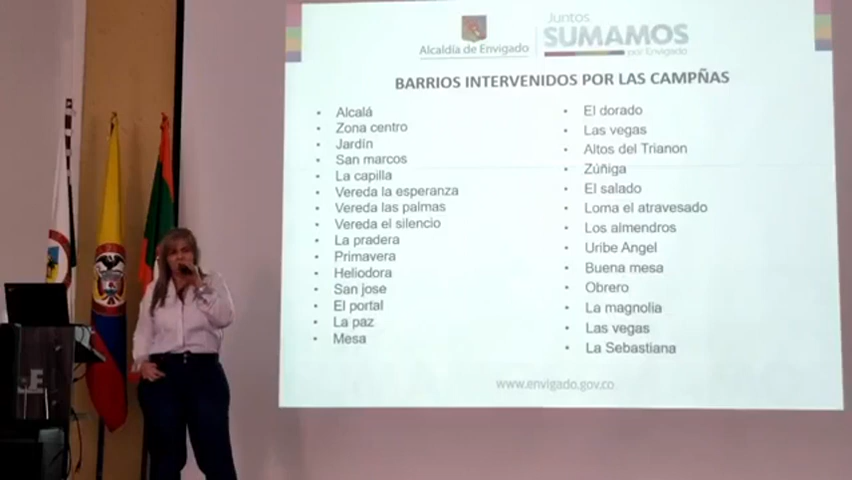 Alcaldía de Envigado
Juntos
SUMAMOS
por Envigado
BARRIOS INTERVENIDOS POR LAS CAMPÑAS
• Alcalá
• Zona centro
• Jardín
• San marcos
• La capilla
• Vereda la esperanza
• Vereda las palmas
• Vereda el silencio
• La pradera
• Primavera
• Heliodora
• San jose
• El portal
• La paz
• Mesa
• El dorado
• Las vegas
• Altos del Trianon
• Zúñiga
• El salado
• Loma el atravesado
• Los almendros
• Uribe Angel
• Buena mesa
• Obrero
• La magnolia
• Las vegas
• La Sebastiana
www.envigado.gov.co